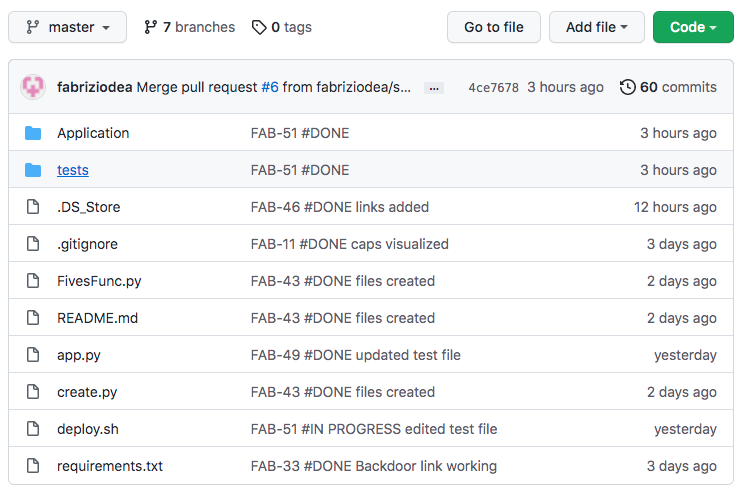 master 7 branches 0 tags Go to file Add file Code
fabriziodea Merge pull request #6 from fabriziodea/s... ... 4ce7678 3 hours ago 60 commits
Application FAB-51 #DONE 3 hours ago
tests FAB-51 #DONE 3 hours ago
.DS_Store FAB-46 #DONE links added 12 hours ago
.gitignore FAB-11 #DONE caps visualized 3 days ago
FivesFunc.py FAB-43 #DONE files created 2 days ago
README.md FAB-43 #DONE files created 2 days ago
app.py FAB-49 #DONE updated test file yesterday
create.py FAB-43 #DONE files created 2 days ago
deploy.sh FAB-51 #IN PROGRESS edited test file yesterday
requirements.txt FAB-33 #DONE Backdoor link working 3 days ago